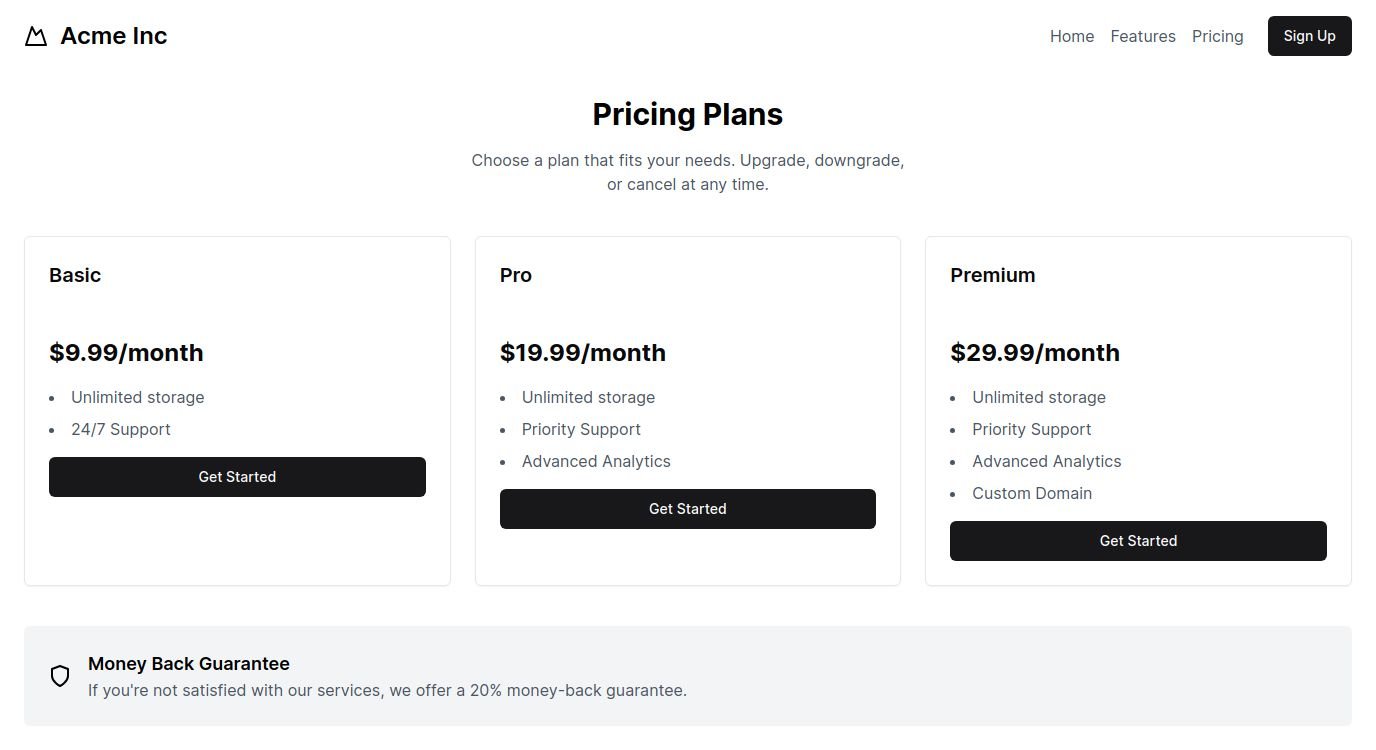 Acme Inc
Home
Features
Pricing
Sign Up
Pricing Plans
Choose a plan that fits your needs. Upgrade, downgrade,
or cancel at any time.
Basic
$9.99/month
Unlimited storage
24/7 Support
Get Started
Pro
$19.99/month
Unlimited storage
Priority Support
Advanced Analytics
Get Started
Premium
$29.99/month
Unlimited storage
Priority Support
Advanced Analytics
Custom Domain
Get Started
Money Back Guarantee
If you're not satisfied with our services, we offer a 20% money-back guarantee.